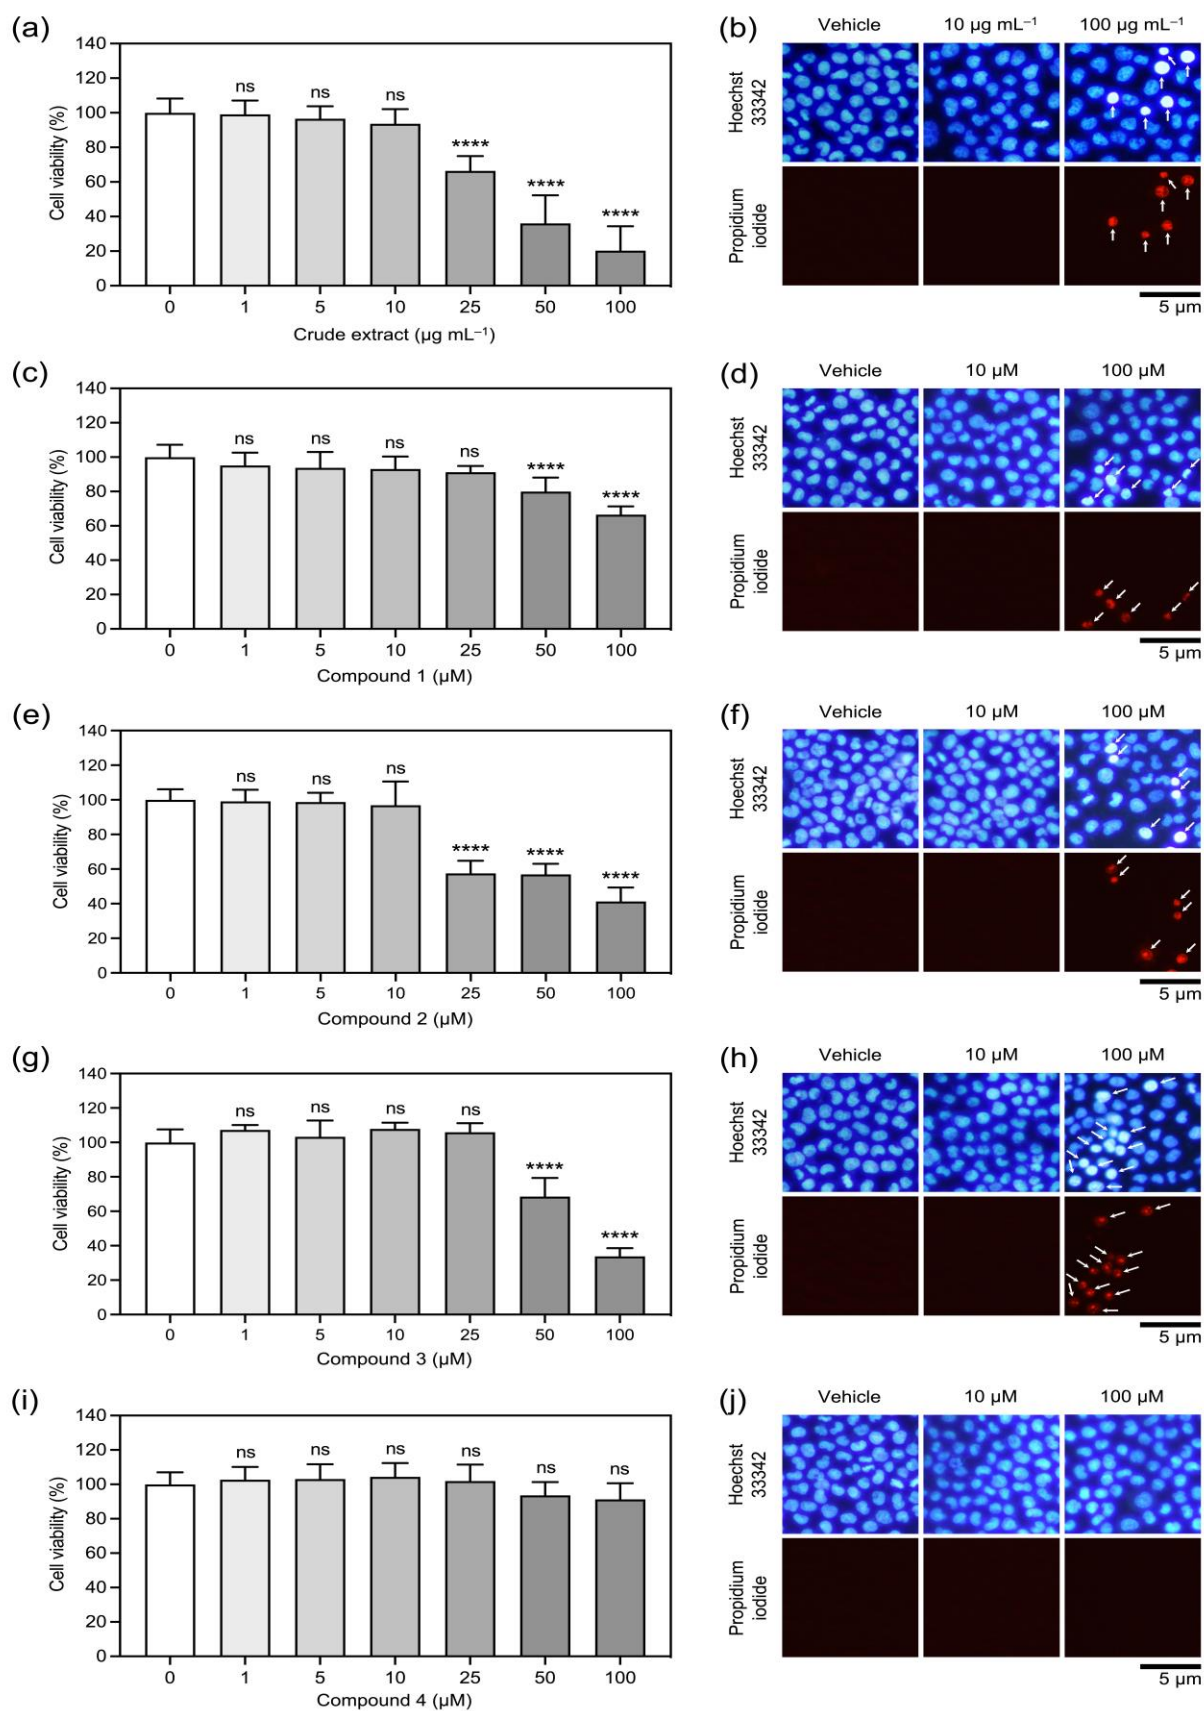 (a)
140
120
100
80
60
40
20
0
Cell viability (%)
ns
ns
ns
****
****
****
0 1 5 10 25 50 100
Crude extract (µg mL⁻¹)
(b)
Vehicle 10 µg mL⁻¹ 100 µg mL⁻¹
Hoechst
33342
Propidium
iodide
5 µm
(c)
140
120
100
80
60
40
20
0
Cell viability (%)
ns
ns
ns
ns
****
****
0 1 5 10 25 50 100
Compound 1 (µM)
(d)
Vehicle 10 µM 100 µM
Hoechst
33342
Propidium
iodide
5 µm
(e)
140
120
100
80
60
40
20
0
Cell viability (%)
ns
ns
ns
****
****
****
0 1 5 10 25 50 100
Compound 2 (µM)
(f)
Vehicle 10 µM 100 µM
Hoechst
33342
Propidium
iodide
5 µm
(g)
140
120
100
80
60
40
20
0
Cell viability (%)
ns
ns
ns
ns
****
****
0 1 5 10 25 50 100
Compound 3 (µM)
(h)
Vehicle 10 µM 100 µM
Hoechst
33342
Propidium
iodide
5 µm
(i)
140
120
100
80
60
40
20
0
Cell viability (%)
ns
ns
ns
ns
ns
ns
0 1 5 10 25 50 100
Compound 4 (µM)
(j)
Vehicle 10 µM 100 µM
Hoechst
33342
Propidium
iodide
5 µm